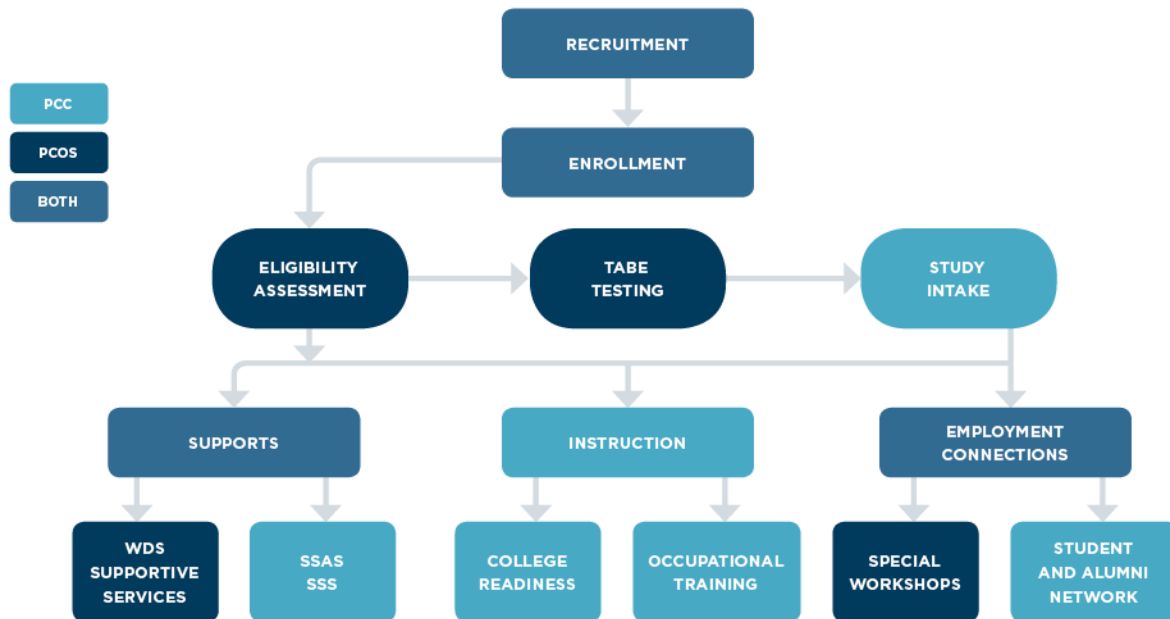 RECRUITMENT
PCC
PCOS
BOTH
ENROLLMENT
ELIGIBILITY
ASSESSMENT
TABE
TESTING
STUDY
INTAKE
SUPPORTS
INSTRUCTION
EMPLOYMENT
CONNECTIONS
WDS
SUPPORTIVE
SERVICES
SSAS
SSS
COLLEGE
READINESS
OCCUPATIONAL
TRAINING
SPECIAL
WORKSHOPS
STUDENT
AND ALUMNI
NETWORK